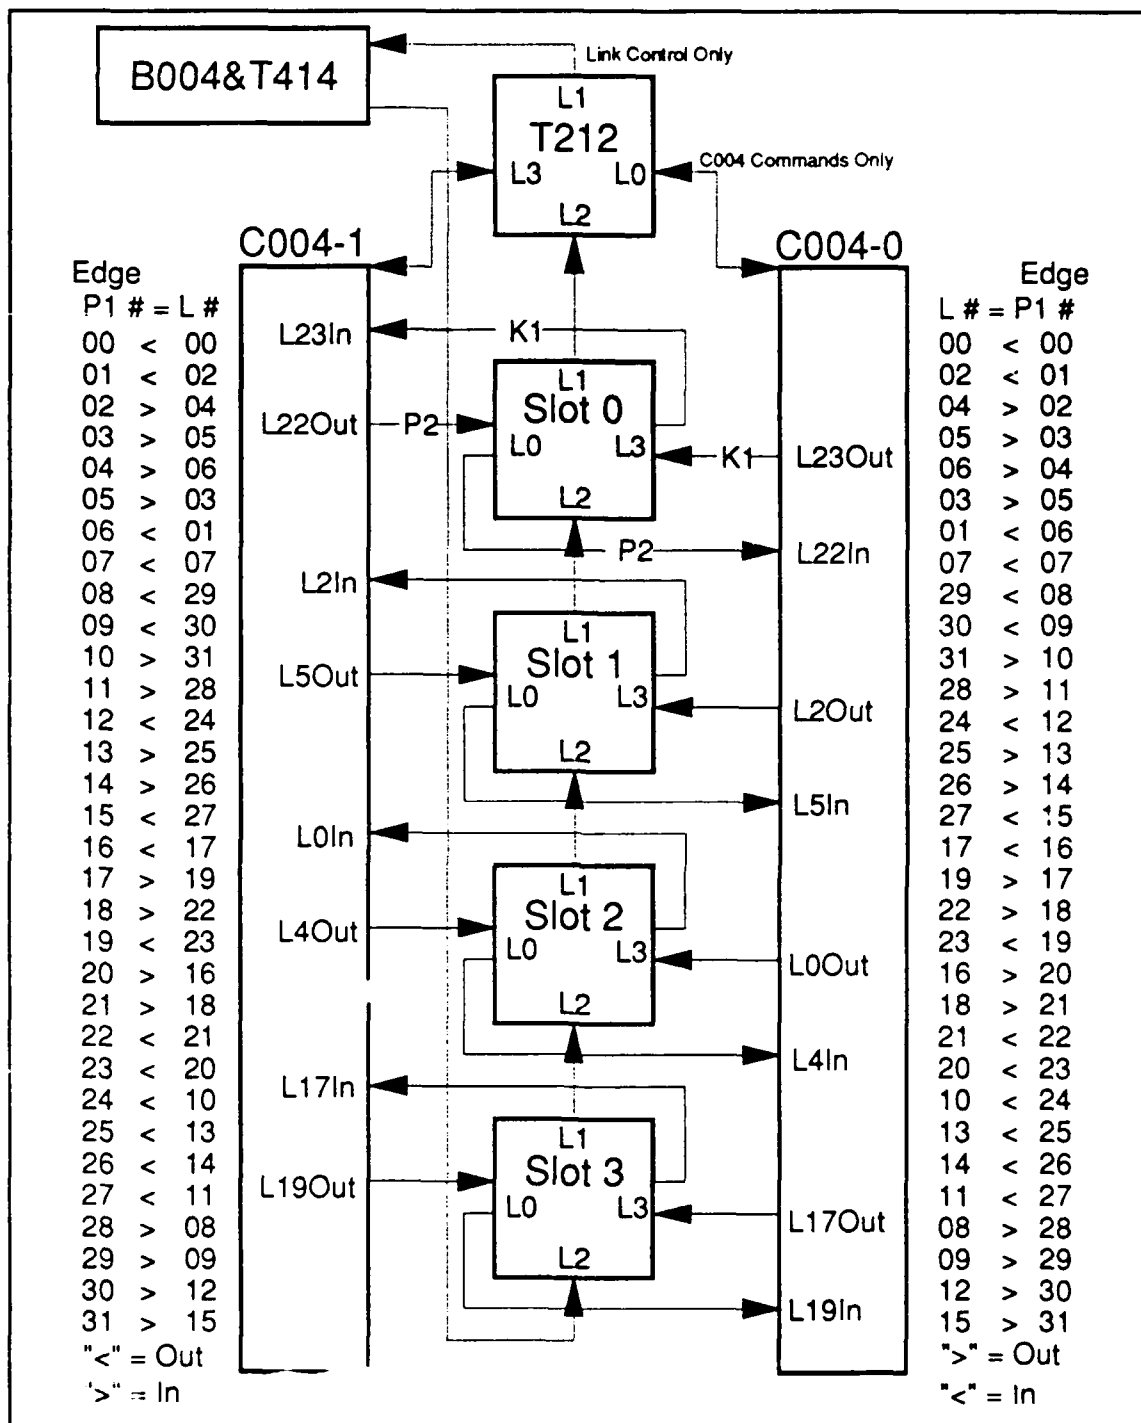 B004&T414
Link Control Only
L1
T212
L3 L0
C004 Commands Only
L2
C004-1
C004-0
Edge
P1 # = L #
00 < 00
01 < 02
02 > 04
03 > 05
04 > 06
05 > 03
06 < 01
07 < 07
08 < 29
09 < 30
10 > 31
11 > 28
12 < 24
13 > 25
14 > 26
15 < 27
16 < 17
17 > 19
18 > 22
19 < 23
20 > 16
21 > 18
22 < 21
23 < 20
24 < 10
25 < 13
26 < 14
27 < 11
28 > 08
29 > 09
30 > 12
31 > 15
"<" = Out
">" = In
L23In
K1
L22Out
P2
L1
Slot 0
L0 L3
L2
K1
L23Out
P2
L22In
L2In
L5Out
L1
Slot 1
L0 L3
L2
L2Out
L5In
L0In
L4Out
L1
Slot 2
L0 L3
L2
L0Out
L4In
L17In
L19Out
L1
Slot 3
L0 L3
L2
L17Out
L19In
Edge
L # = P1 #
00 < 00
02 < 01
04 > 02
05 > 03
06 > 04
03 > 05
01 < 06
07 < 07
29 < 08
30 < 09
31 > 10
28 > 11
24 < 12
25 > 13
26 > 14
27 < 15
17 < 16
19 > 17
22 > 18
23 < 19
16 > 20
18 > 21
21 < 22
20 < 23
10 < 24
13 < 25
14 < 26
11 < 27
08 > 28
09 > 29
12 > 30
15 > 31
">" = Out
"<" = In